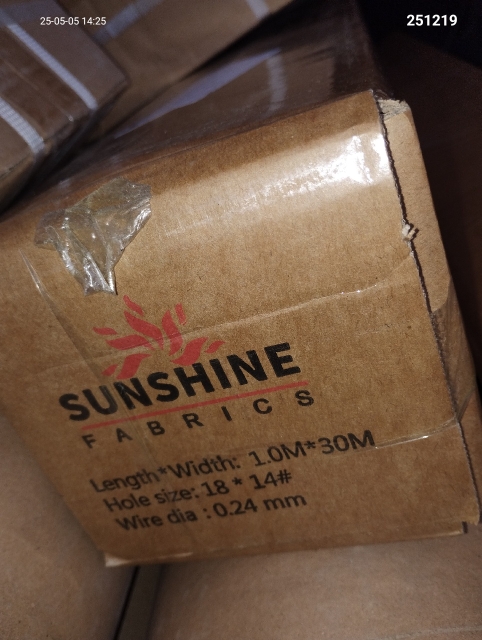 25-05-05 14:25
251219
SUNSHINE
FABRICS
Length*Width: 1.0M*30M
Hole size: 18 * 14#
Wire dia : 0.24 mm